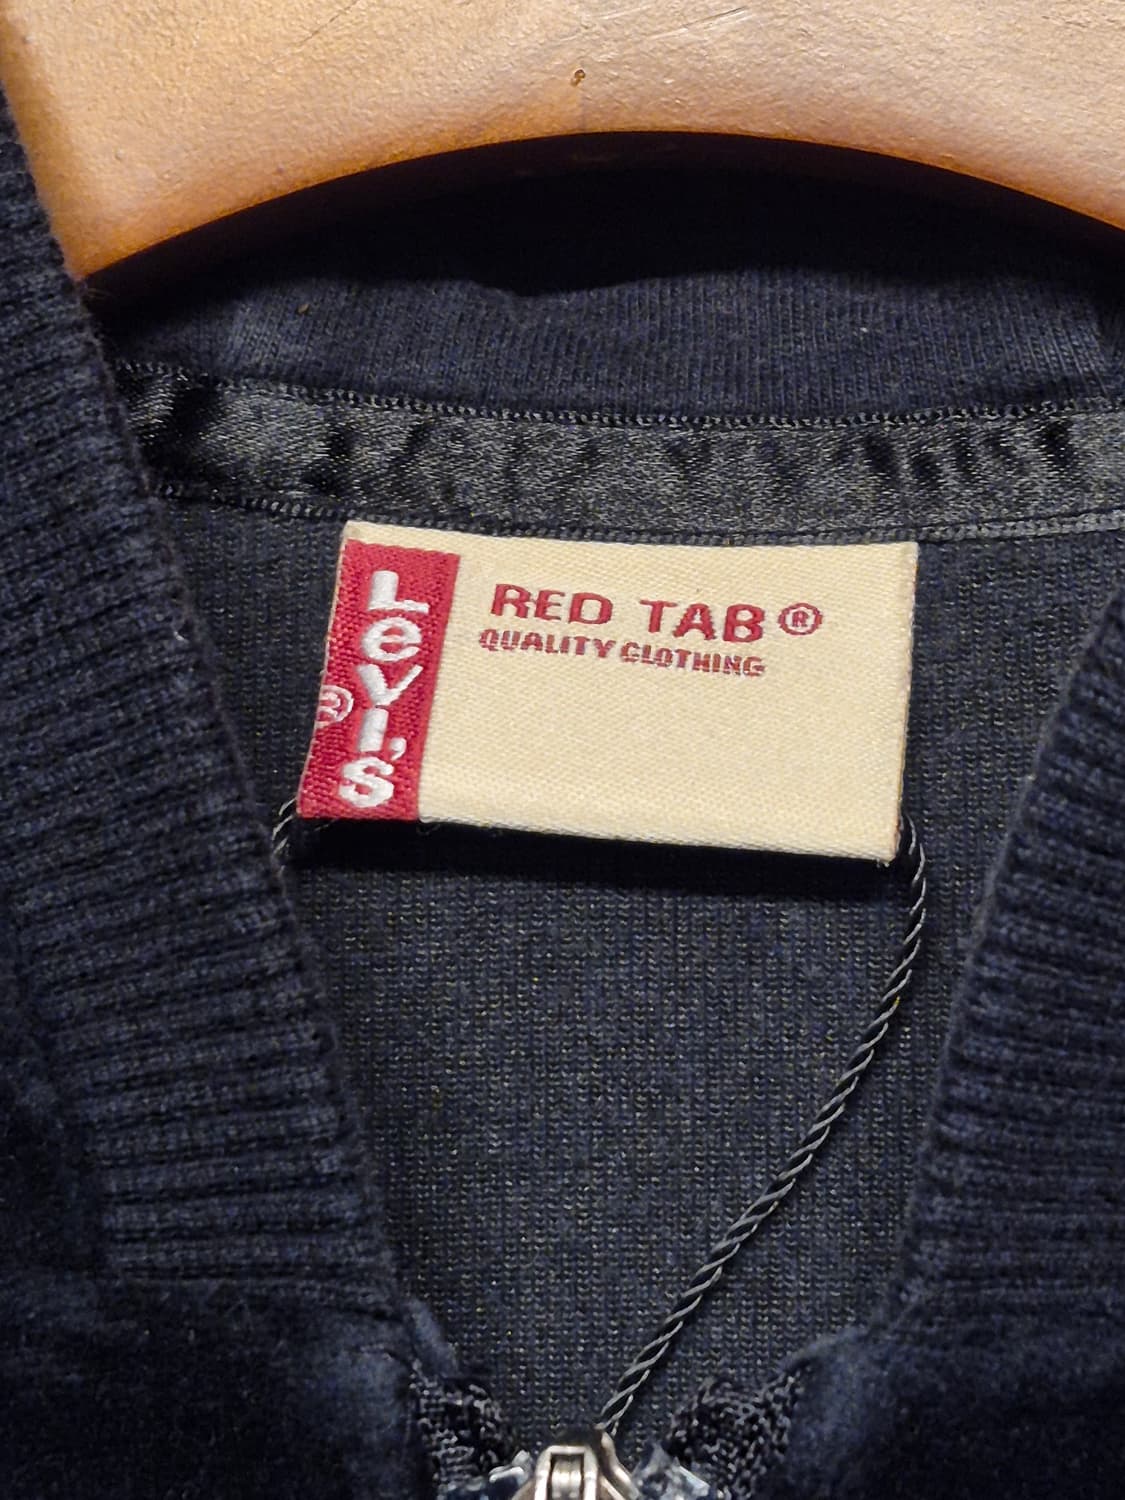 Levi's
®
RED TAB®
QUALITY CLOTHING